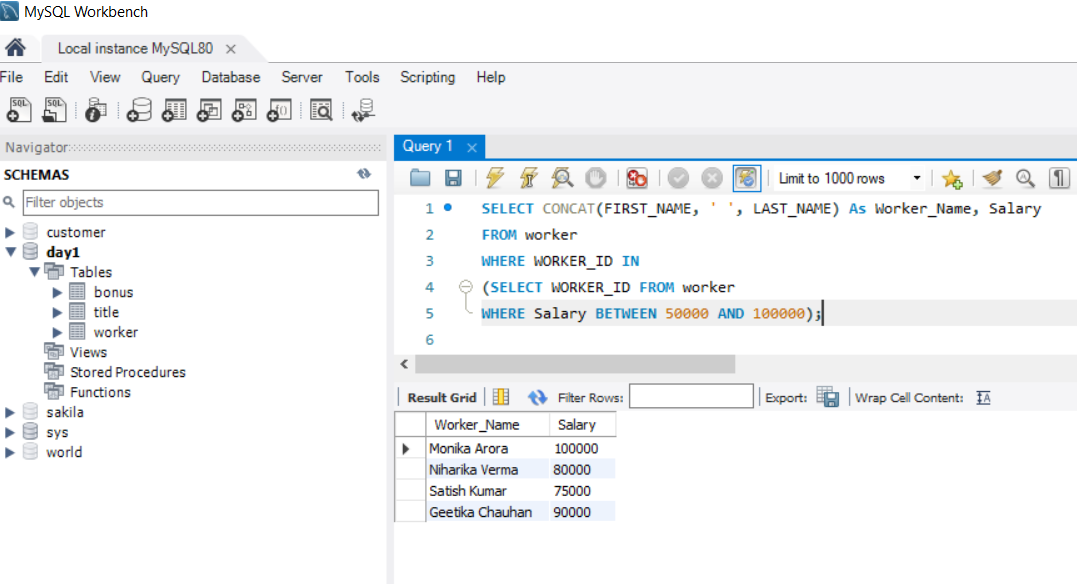 MySQL Workbench
Local instance MySQL80
File Edit View Query Database Server Tools Scripting Help
Navigator
SCHEMAS
Filter objects
customer
day1
Tables
bonus
title
worker
Views
Stored Procedures
Functions
sakila
sys
world
Query 1
Limit to 1000 rows
1 SELECT CONCAT(FIRST_NAME, ' ', LAST_NAME) As Worker_Name, Salary
2 FROM worker
3 WHERE WORKER_ID IN
4 (SELECT WORKER_ID FROM worker
5 WHERE Salary BETWEEN 50000 AND 100000);
6
Result Grid Filter Rows: Export: Wrap Cell Content:
Worker_Name Salary
Monika Arora 100000
Niharika Verma 80000
Satish Kumar 75000
Geetika Chauhan 90000